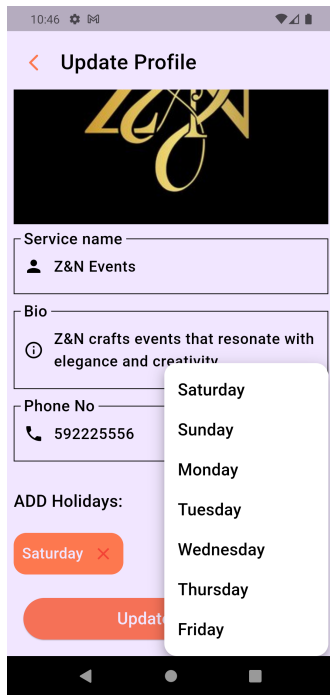 10:46
Update Profile
Z&N
Service name
Z&N Events
Bio
Z&N crafts events that resonate with
elegance and creativity
Phone No
592225556
ADD Holidays:
Saturday
Update
Saturday
Sunday
Monday
Tuesday
Wednesday
Thursday
Friday